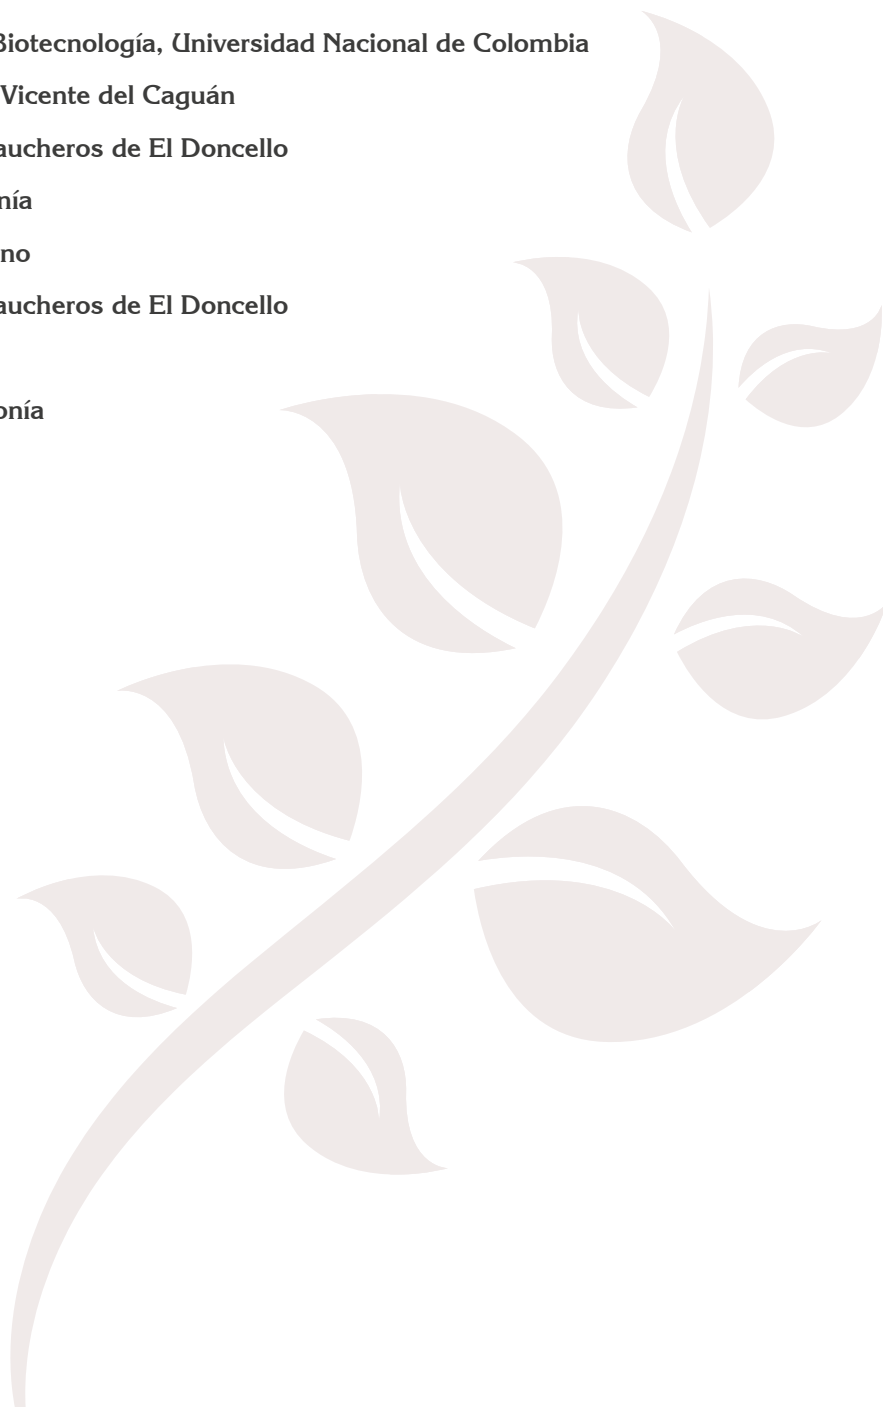 Biotecnología, Universidad Nacional de Colombia
Vicente del Caguán
aucheros de El Doncello
nía
no
aucheros de El Doncello
onía